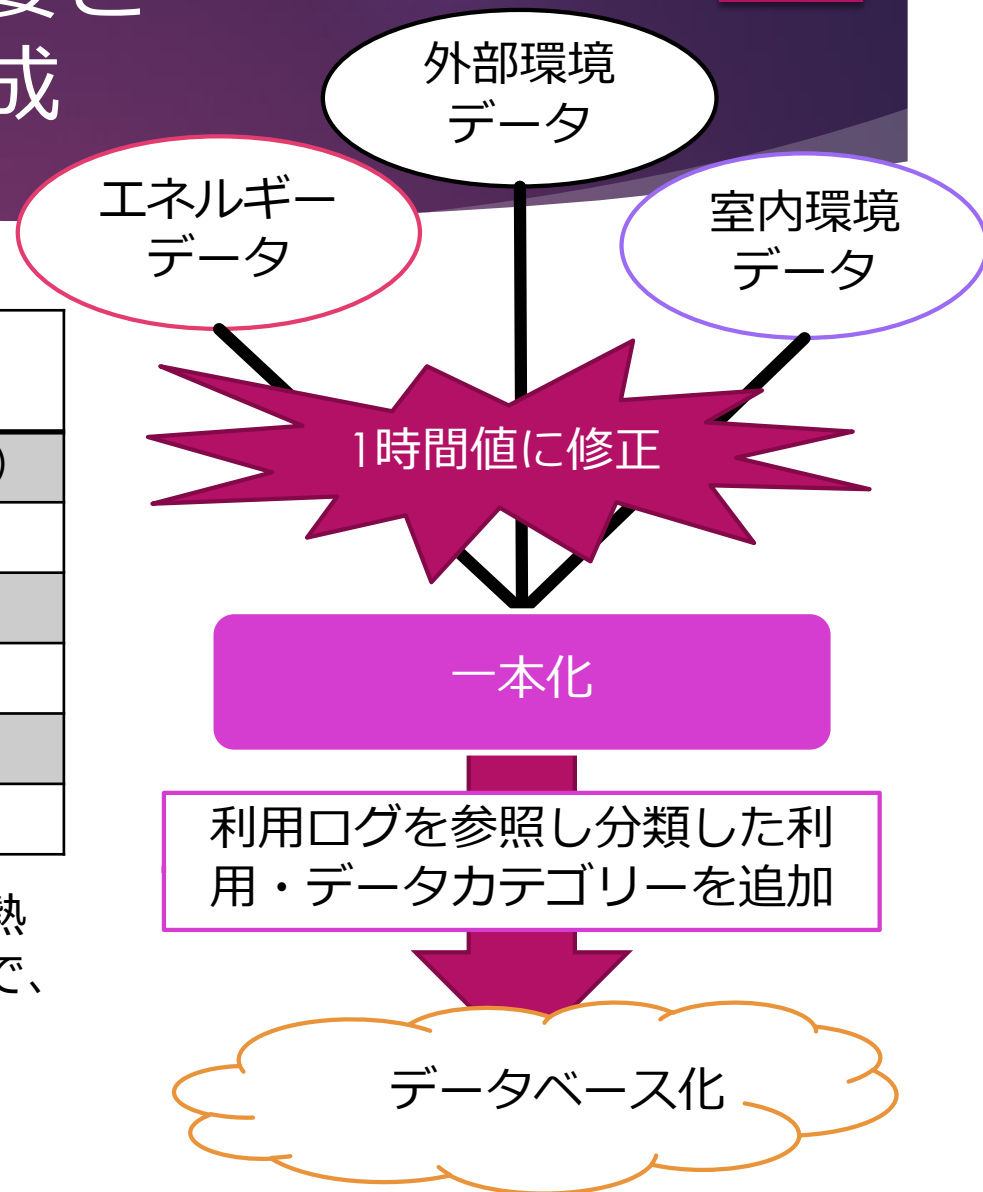 成
外部環境
データ
エネルギー
データ
室内環境
データ
)
1時間値に修正
一本化
利用ログを参照し分類した利
用・データカテゴリーを追加
熱
で、
データベース化